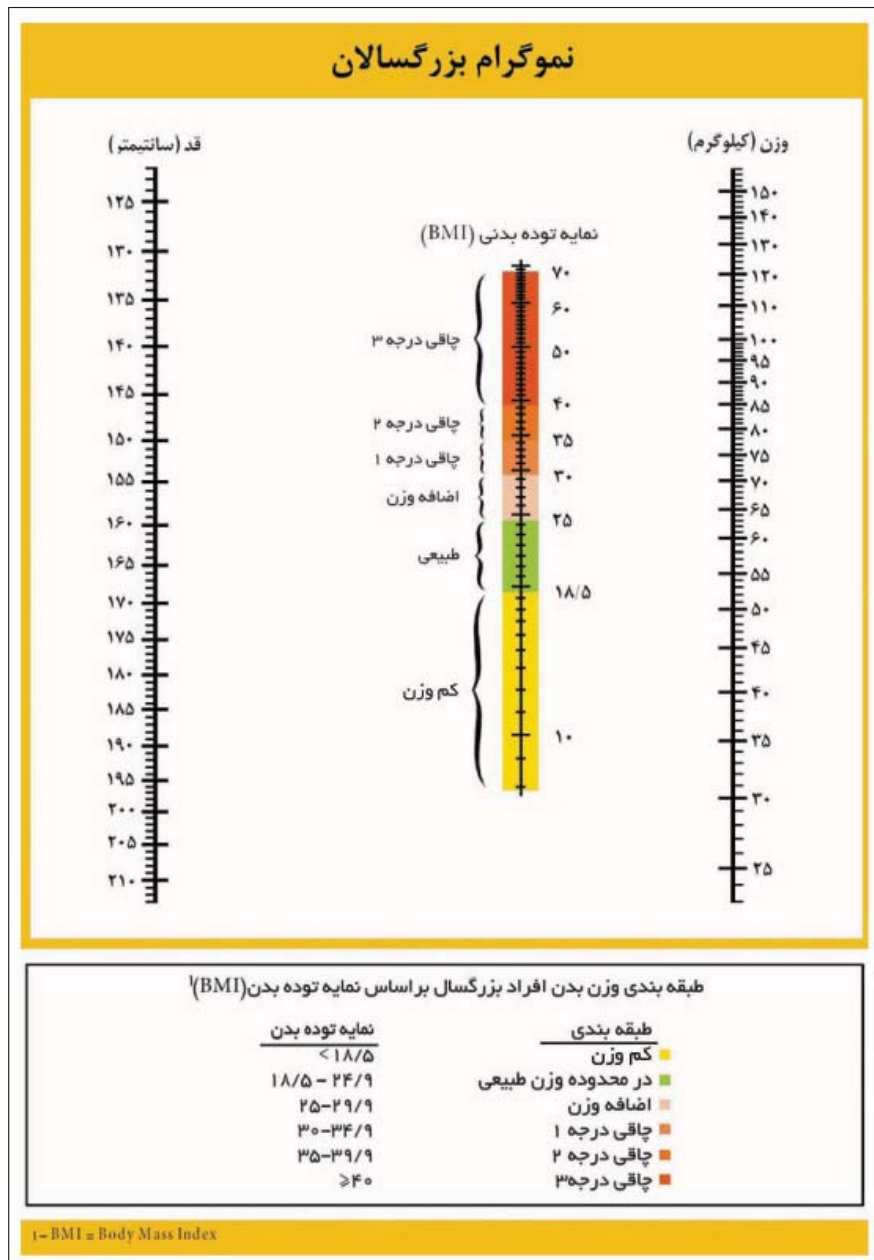 نموگرام بزرگسالان
وزن (کیلوگرم)
قد (سانتیمتر)
نمایه توده بدنی (BMI)
۱۵۰
۱۴۰
۱۳۰
۱۲۰
۱۱۰
۱۰۰
۹۵
۹۰
۸۵
۸۰
۷۵
۷۰
۶۵
۶۰
۵۵
۵۰
۴۵
۴۰
۳۵
۳۰
۲۵
۷۰
۶۰
۵۰
۴۰
۳۵
۳۰
۲۵
۱۸/۵
۱۰
چاقی درجه ۳
چاقی درجه ۲
چاقی درجه ۱
اضافه وزن
طبیعی
کم وزن
۱۲۵
۱۳۰
۱۳۵
۱۴۰
۱۴۵
۱۵۰
۱۵۵
۱۶۰
۱۶۵
۱۷۰
۱۷۵
۱۸۰
۱۸۵
۱۹۰
۱۹۵
۲۰۰
۲۰۵
۲۱۰
طبقه بندی وزن بدن افراد بزرگسال براساس نمایه توده بدن(BMI)۱
طبقه بندی نمایه توده بدن
کم وزن <۱۸/۵
در محدوده وزن طبیعی ۱۸/۵ – ۲۴/۹
اضافه وزن ۲۵–۲۹/۹
چاقی درجه ۱ ۳۰–۳۴/۹
چاقی درجه ۲ ۳۵–۳۹/۹
چاقی درجه۳ ≥۴۰
۱– BMI = Body Mass Index